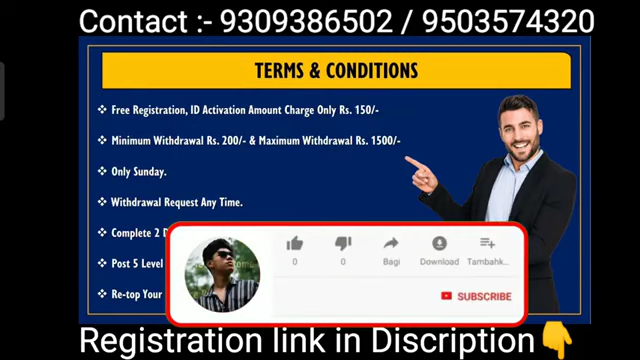 Contact :- 9309386502 / 9503574320
TERMS & CONDITIONS
❖ Free Registration, ID Activation Amount Charge Only Rs. 150/-
❖ Minimum Withdrawal Rs. 200/- & Maximum Withdrawal Rs. 1500/-
❖ Only Sunday.
❖ Withdrawal Request Any Time.
❖ Complete 2 D
❖ Post 5 Level
❖ Re-top Your
0 0 Bagi Download Tambahk...
SUBSCRIBE
Registration link in Discription👇